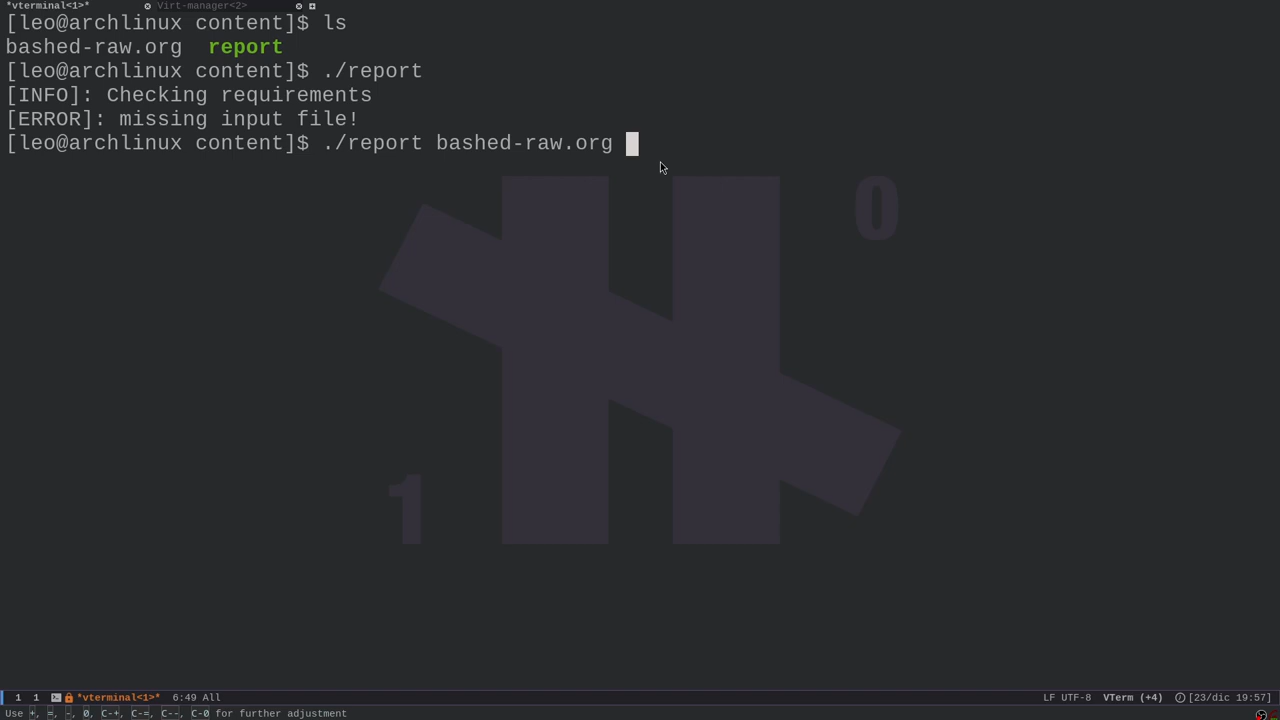 *vterminal<1>* Virt-manager<2>
[leo@archlinux content]$ ls
bashed-raw.org report
[leo@archlinux content]$ ./report
[INFO]: Checking requirements
[ERROR]: missing input file!
[leo@archlinux content]$ ./report bashed-raw.org
0
1
1 1 *vterminal<1>* 6:49 All LF UTF-8 VTerm (+4) [23/dic 19:57]
Use +, =, -, 0, C-+, C-=, C--, C-0 for further adjustment